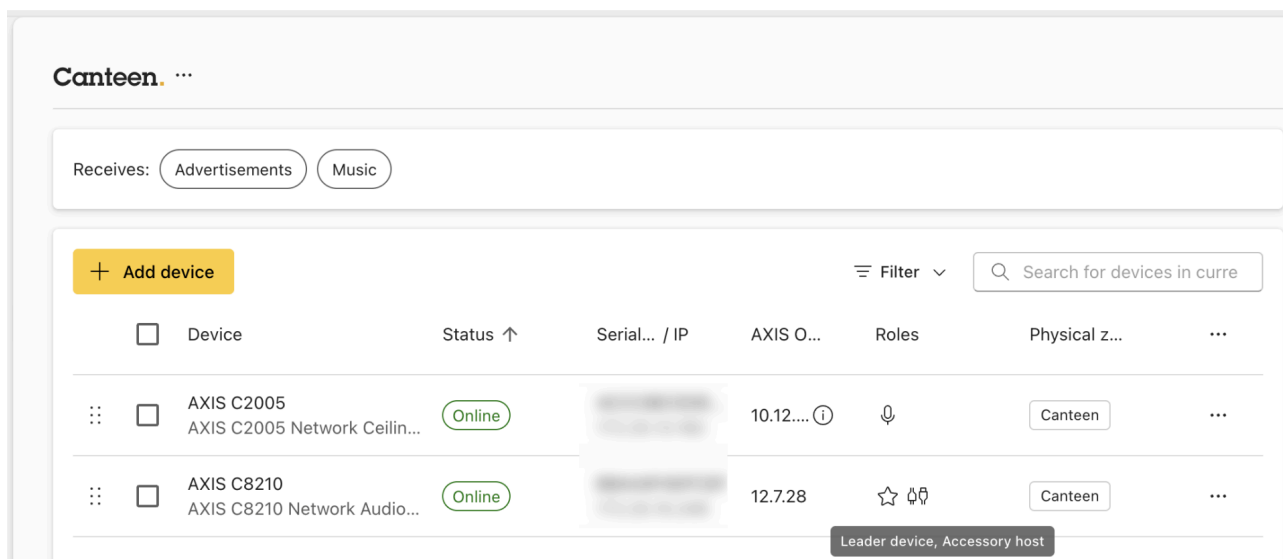 Canteen. ...
Receives: Advertisements Music
+ Add device Filter Search for devices in curre
Device Status ↑ Serial... / IP AXIS O... Roles Physical z... ...
AXIS C2005
AXIS C2005 Network Ceilin... Online 10.12.... Canteen ...
AXIS C8210
AXIS C8210 Network Audio... Online 12.7.28 Canteen ...
Leader device, Accessory host